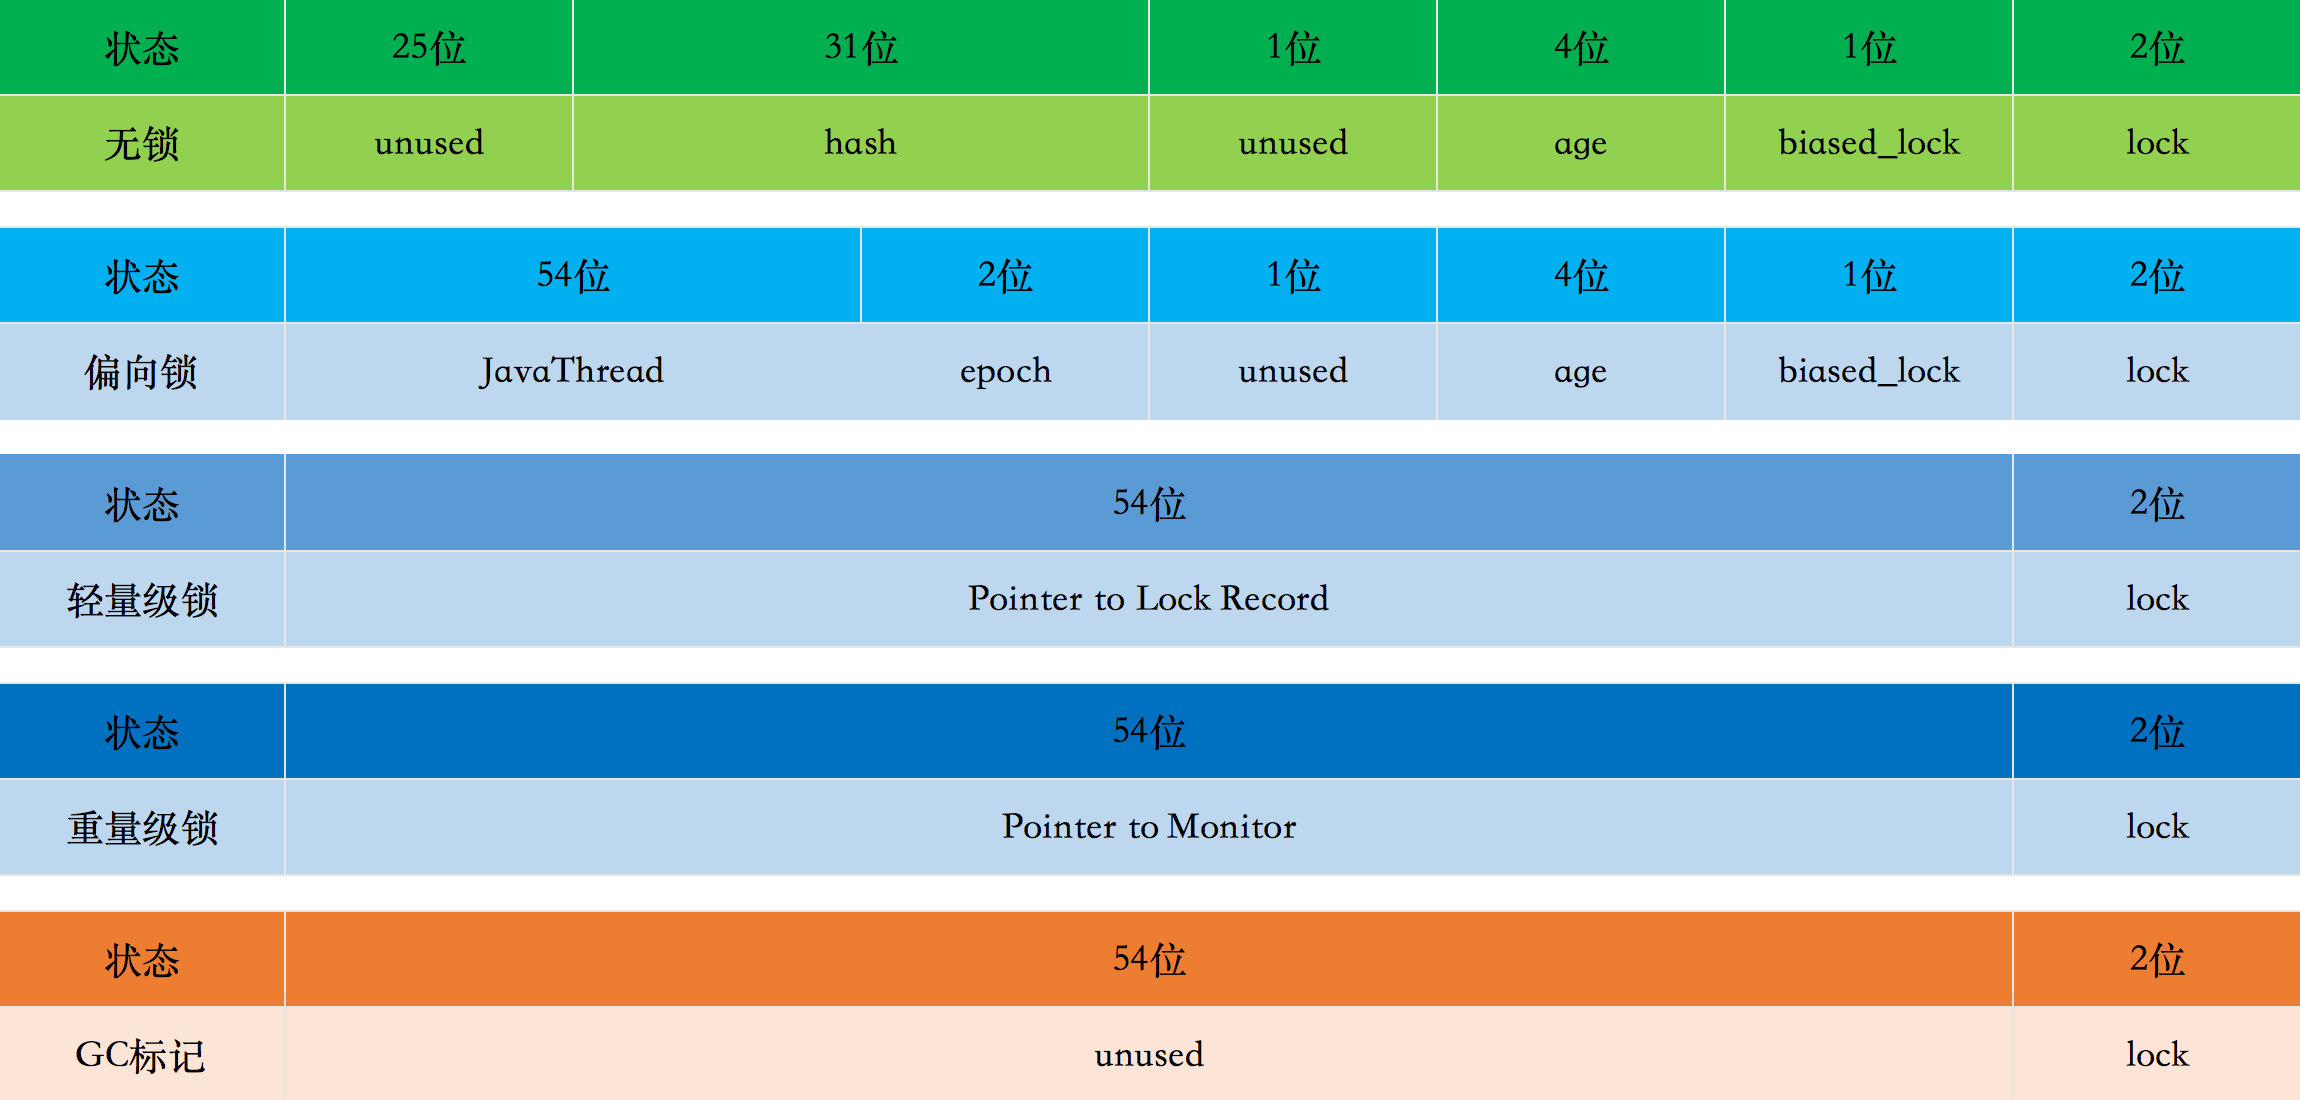 状态 25位 31位 1位 4位 1位 2位
无锁 unused hash unused age biased_lock lock
状态 54位 2位 1位 4位 1位 2位
偏向锁 JavaThread epoch unused age biased_lock lock
状态 54位 2位
轻量级锁 Pointer to Lock Record lock
状态 54位 2位
重量级锁 Pointer to Monitor lock
状态 54位 2位
GC标记 unused lock